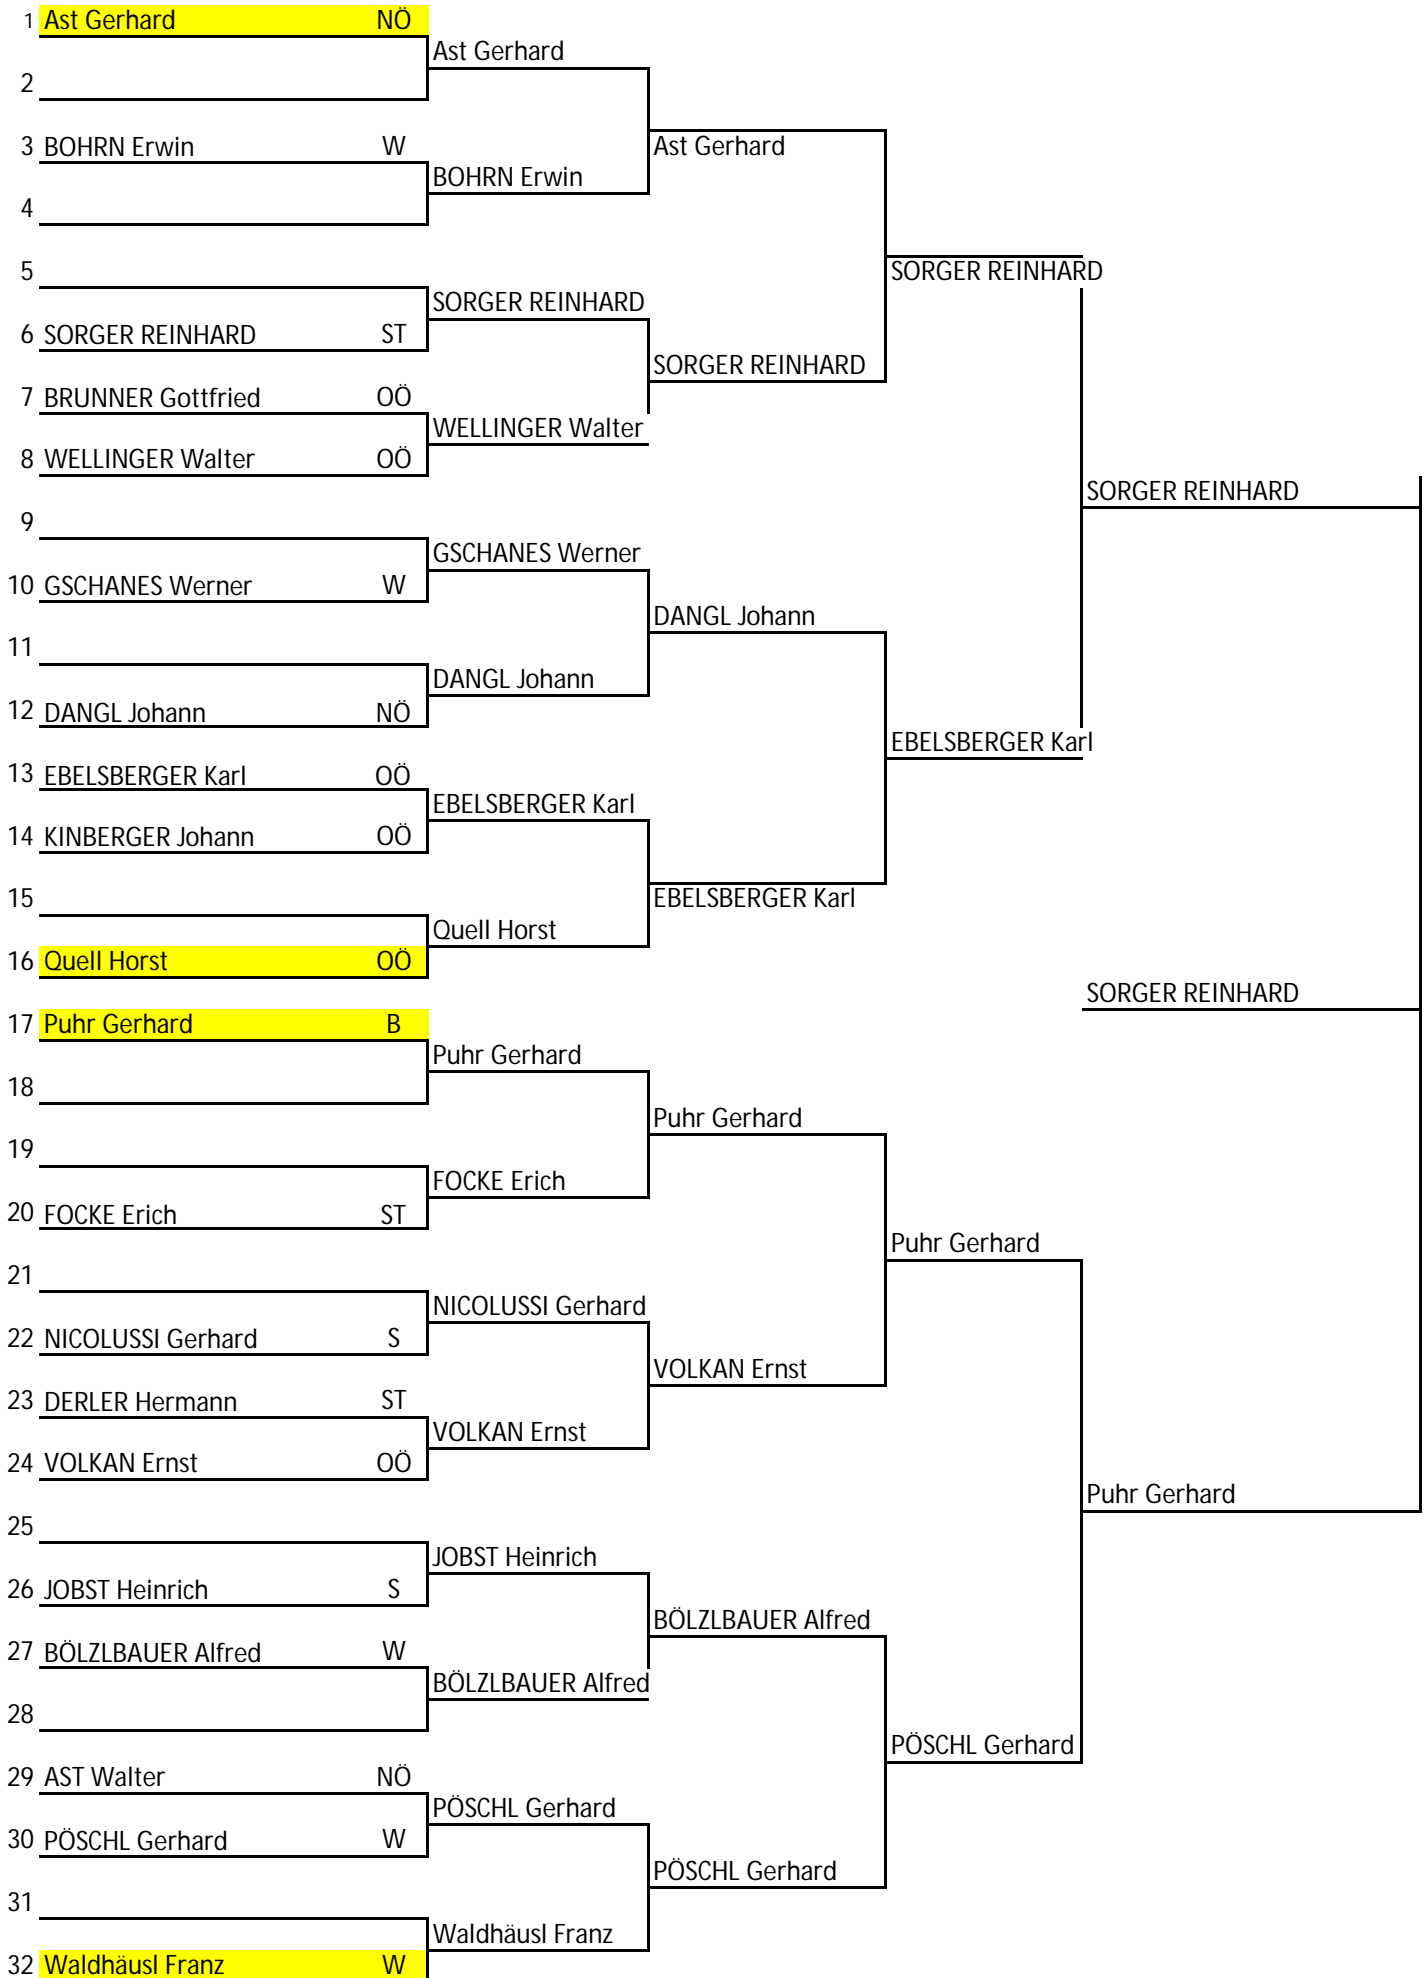 1 Ast Gerhard NÖ
Ast Gerhard
2
3 BOHRN Erwin W
Ast Gerhard
BOHRN Erwin
4
5
SORGER REINHARD
SORGER REINHARD
6 SORGER REINHARD ST
SORGER REINHARD
7 BRUNNER Gottfried OÖ
WELLINGER Walter
8 WELLINGER Walter OÖ
SORGER REINHARD
9
GSCHANES Werner
10 GSCHANES Werner W
DANGL Johann
11
DANGL Johann
12 DANGL Johann NÖ
EBELSBERGER Karl
13 EBELSBERGER Karl OÖ
EBELSBERGER Karl
14 KINBERGER Johann OÖ
15
EBELSBERGER Karl
Quell Horst
16 Quell Horst OÖ
SORGER REINHARD
17 Puhr Gerhard B
Puhr Gerhard
18
Puhr Gerhard
19
FOCKE Erich
20 FOCKE Erich ST
Puhr Gerhard
21
NICOLUSSI Gerhard
22 NICOLUSSI Gerhard S
VOLKAN Ernst
23 DERLER Hermann ST
VOLKAN Ernst
24 VOLKAN Ernst OÖ
Puhr Gerhard
25
JOBST Heinrich
26 JOBST Heinrich S
BÖLZLBAUER Alfred
27 BÖLZLBAUER Alfred W
BÖLZLBAUER Alfred
28
PÖSCHL Gerhard
29 AST Walter NÖ
PÖSCHL Gerhard
30 PÖSCHL Gerhard W
PÖSCHL Gerhard
31
Waldhäusl Franz
32 Waldhäusl Franz W